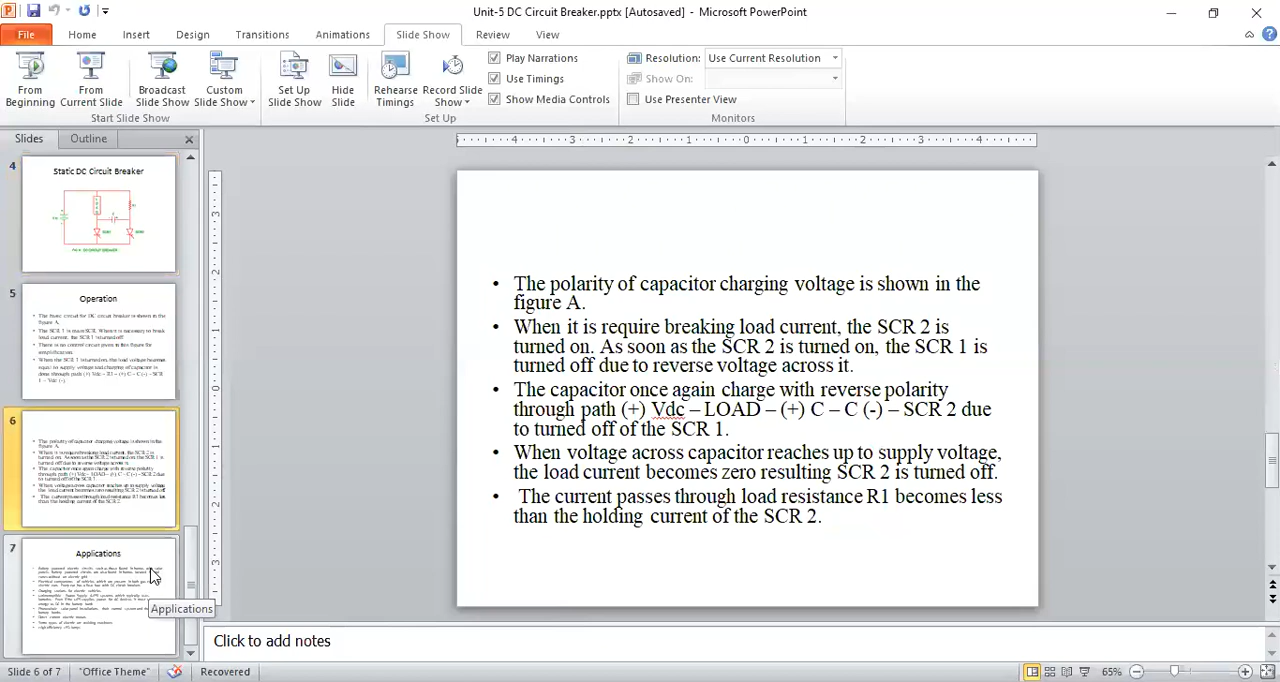 Unit-5 DC Circuit Breaker.pptx [Autosaved] - Microsoft PowerPoint
File Home Insert Design Transitions Animations Slide Show Review View
From Beginning
From Current Slide
Broadcast Slide Show
Custom Slide Show
Start Slide Show
Set Up Slide Show
Hide Slide
Rehearse Timings
Record Slide Show
Play Narrations
Use Timings
Show Media Controls
Set Up
Resolution: Use Current Resolution
Show On:
Use Presenter View
Monitors
Slides Outline
4
Static DC Circuit Breaker
5
Operation
6
7
Applications
Applications
• The polarity of capacitor charging voltage is shown in the
figure A.
• When it is require breaking load current, the SCR 2 is
turned on. As soon as the SCR 2 is turned on, the SCR 1 is
turned off due to reverse voltage across it.
• The capacitor once again charge with reverse polarity
through path (+) Vdc – LOAD – (+) C – C (-) – SCR 2 due
to turned off of the SCR 1.
• When voltage across capacitor reaches up to supply voltage,
the load current becomes zero resulting SCR 2 is turned off.
• The current passes through load resistance R1 becomes less
than the holding current of the SCR 2.
Click to add notes
Slide 6 of 7 "Office Theme" Recovered 65%